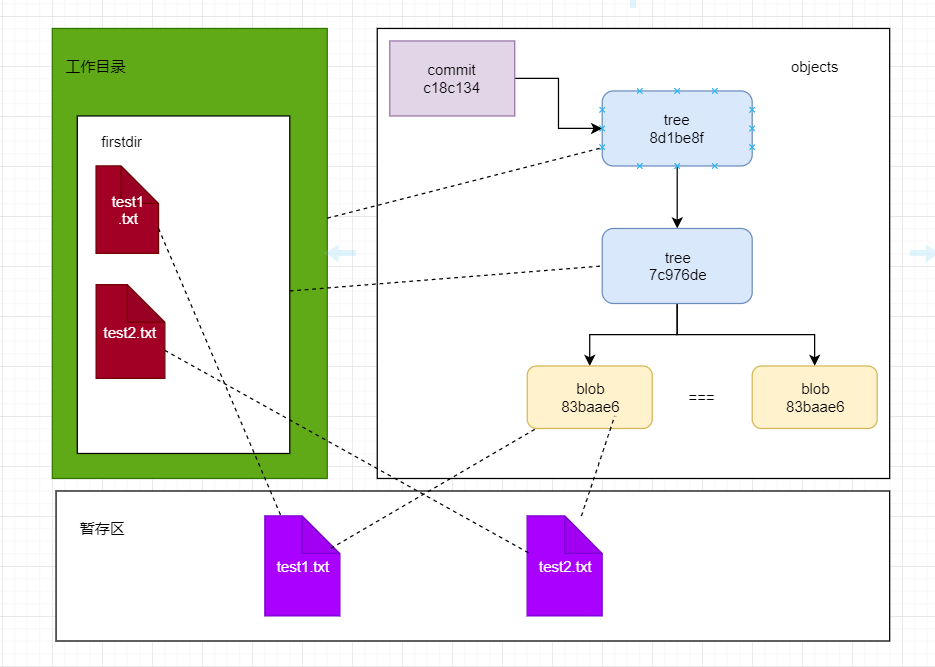 工作目录
firstdir
test1
.txt
test2.txt
objects
commit
c18c134
tree
8d1be8f
tree
7c976de
blob
83baae6
===
blob
83baae6
暂存区
test1.txt
test2.txt